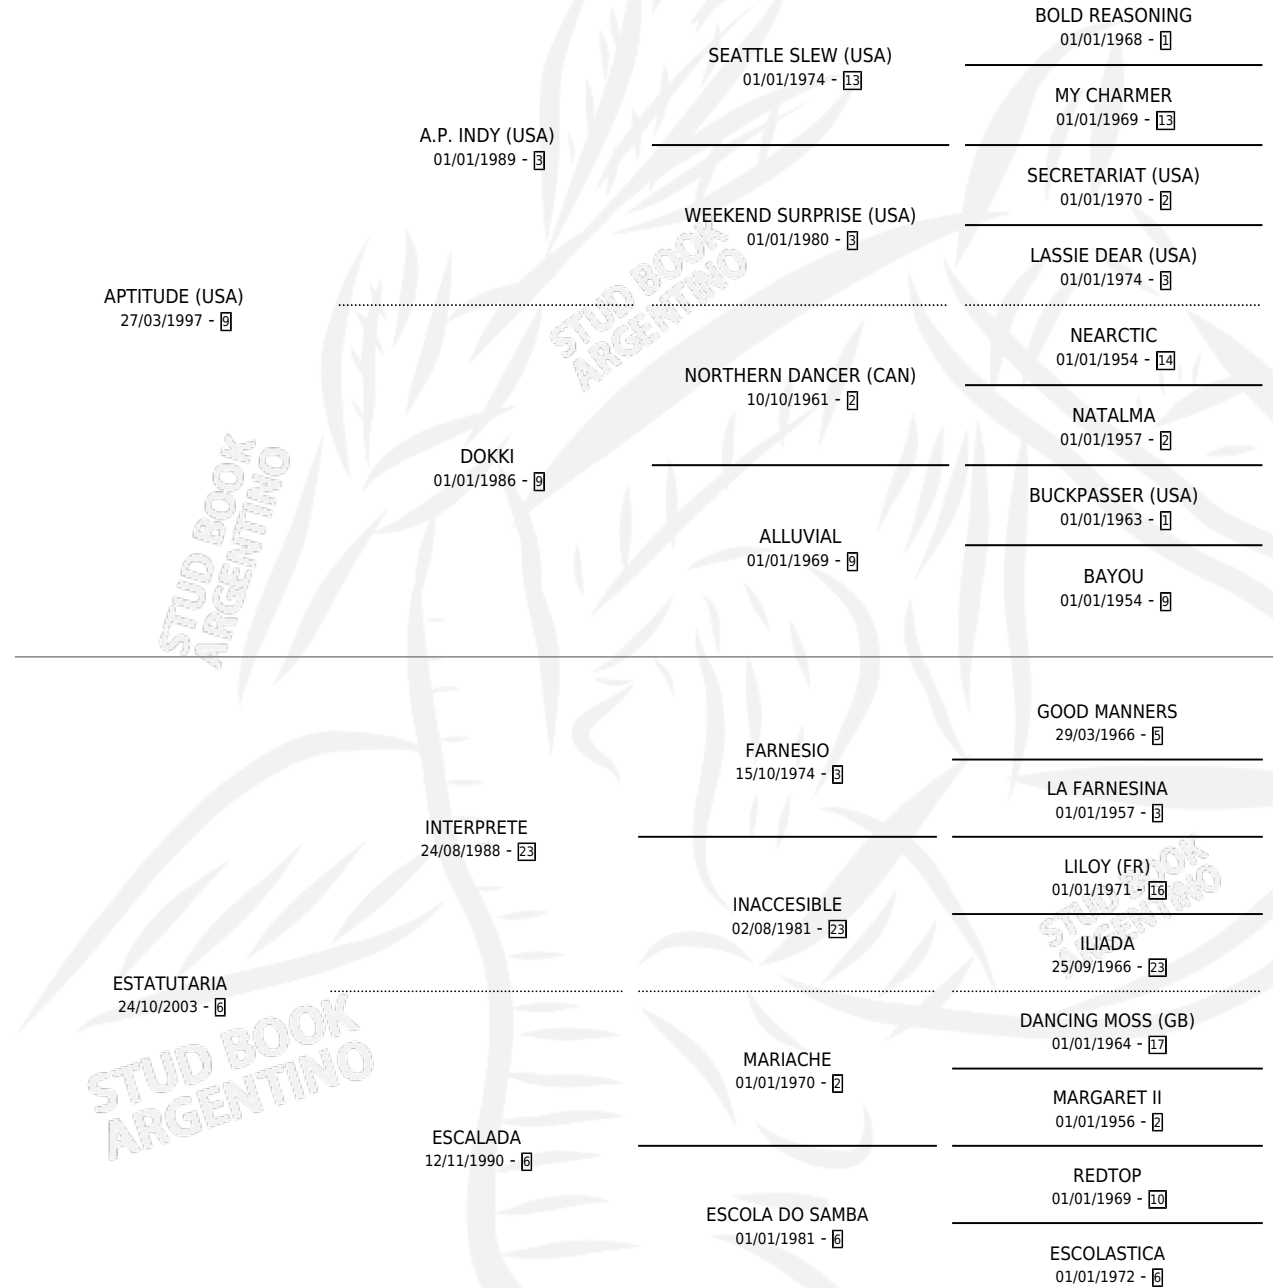 BOLD REASONING
01/01/1968 - 1
SEATTLE SLEW (USA)
01/01/1974 - 13
MY CHARMER
01/01/1969 - 13
A.P. INDY (USA)
01/01/1989 - 3
SECRETARIAT (USA)
01/01/1970 - 2
WEEKEND SURPRISE (USA)
01/01/1980 - 3
LASSIE DEAR (USA)
01/01/1974 - 3
APTITUDE (USA)
27/03/1997 - 9
NEARCTIC
01/01/1954 - 14
NORTHERN DANCER (CAN)
10/10/1961 - 2
NATALMA
01/01/1957 - 2
DOKKI
01/01/1986 - 9
BUCKPASSER (USA)
01/01/1963 - 1
ALLUVIAL
01/01/1969 - 9
BAYOU
01/01/1954 - 9
GOOD MANNERS
29/03/1966 - 5
FARNESIO
15/10/1974 - 3
LA FARNESINA
01/01/1957 - 3
INTERPRETE
24/08/1988 - 23
LILOY (FR)
01/01/1971 - 16
INACCESIBLE
02/08/1981 - 23
ILIADA
25/09/1966 - 23
ESTATUTARIA
24/10/2003 - 6
DANCING MOSS (GB)
01/01/1964 - 17
MARIACHE
01/01/1970 - 2
MARGARET II
01/01/1956 - 2
ESCALADA
12/11/1990 - 6
REDTOP
01/01/1969 - 10
ESCOLA DO SAMBA
01/01/1981 - 6
ESCOLASTICA
01/01/1972 - 6
STUD BOOK
ARGENTINO
STUD BOOK
ARGENTINO
STUD BOOK
ARGENTINO
STUD BOOK
ARGENTINO